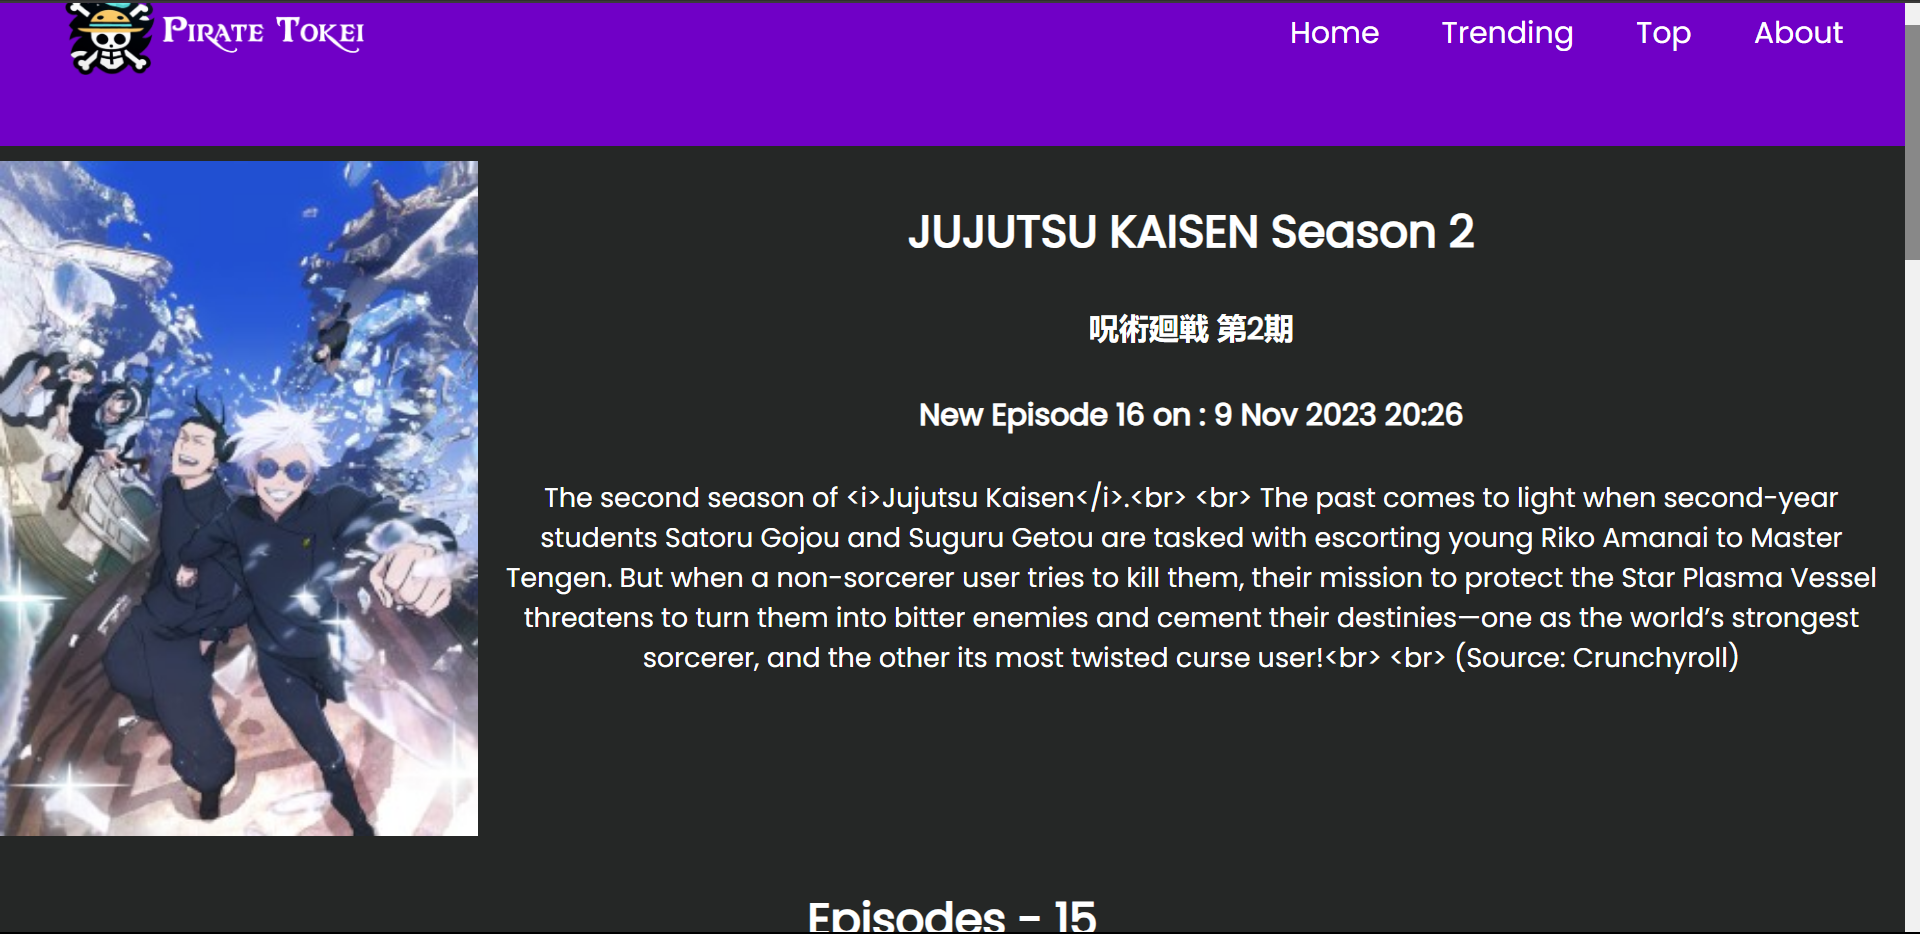 Pirate Tokei
Home Trending Top About
JUJUTSU KAISEN Season 2
呪術廻戦 第2期
New Episode 16 on : 9 Nov 2023 20:26
The second season of <i>Jujutsu Kaisen</i>.<br> <br> The past comes to light when second-year
students Satoru Gojou and Suguru Getou are tasked with escorting young Riko Amanai to Master
Tengen. But when a non-sorcerer user tries to kill them, their mission to protect the Star Plasma Vessel
threatens to turn them into bitter enemies and cement their destinies—one as the world’s strongest
sorcerer, and the other its most twisted curse user!<br> <br> (Source: Crunchyroll)
Episodes - 15